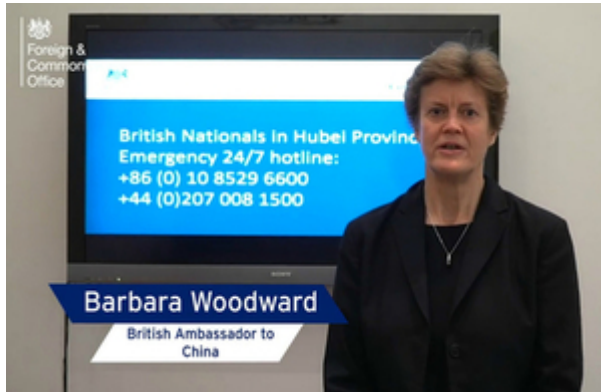 Foreign &
Common
Office
British Nationals in Hubei Provinc
Emergency 24/7 hotline:
+86 (0) 10 8529 6600
+44 (0)207 008 1500
SONY
Barbara Woodward
British Ambassador to
China